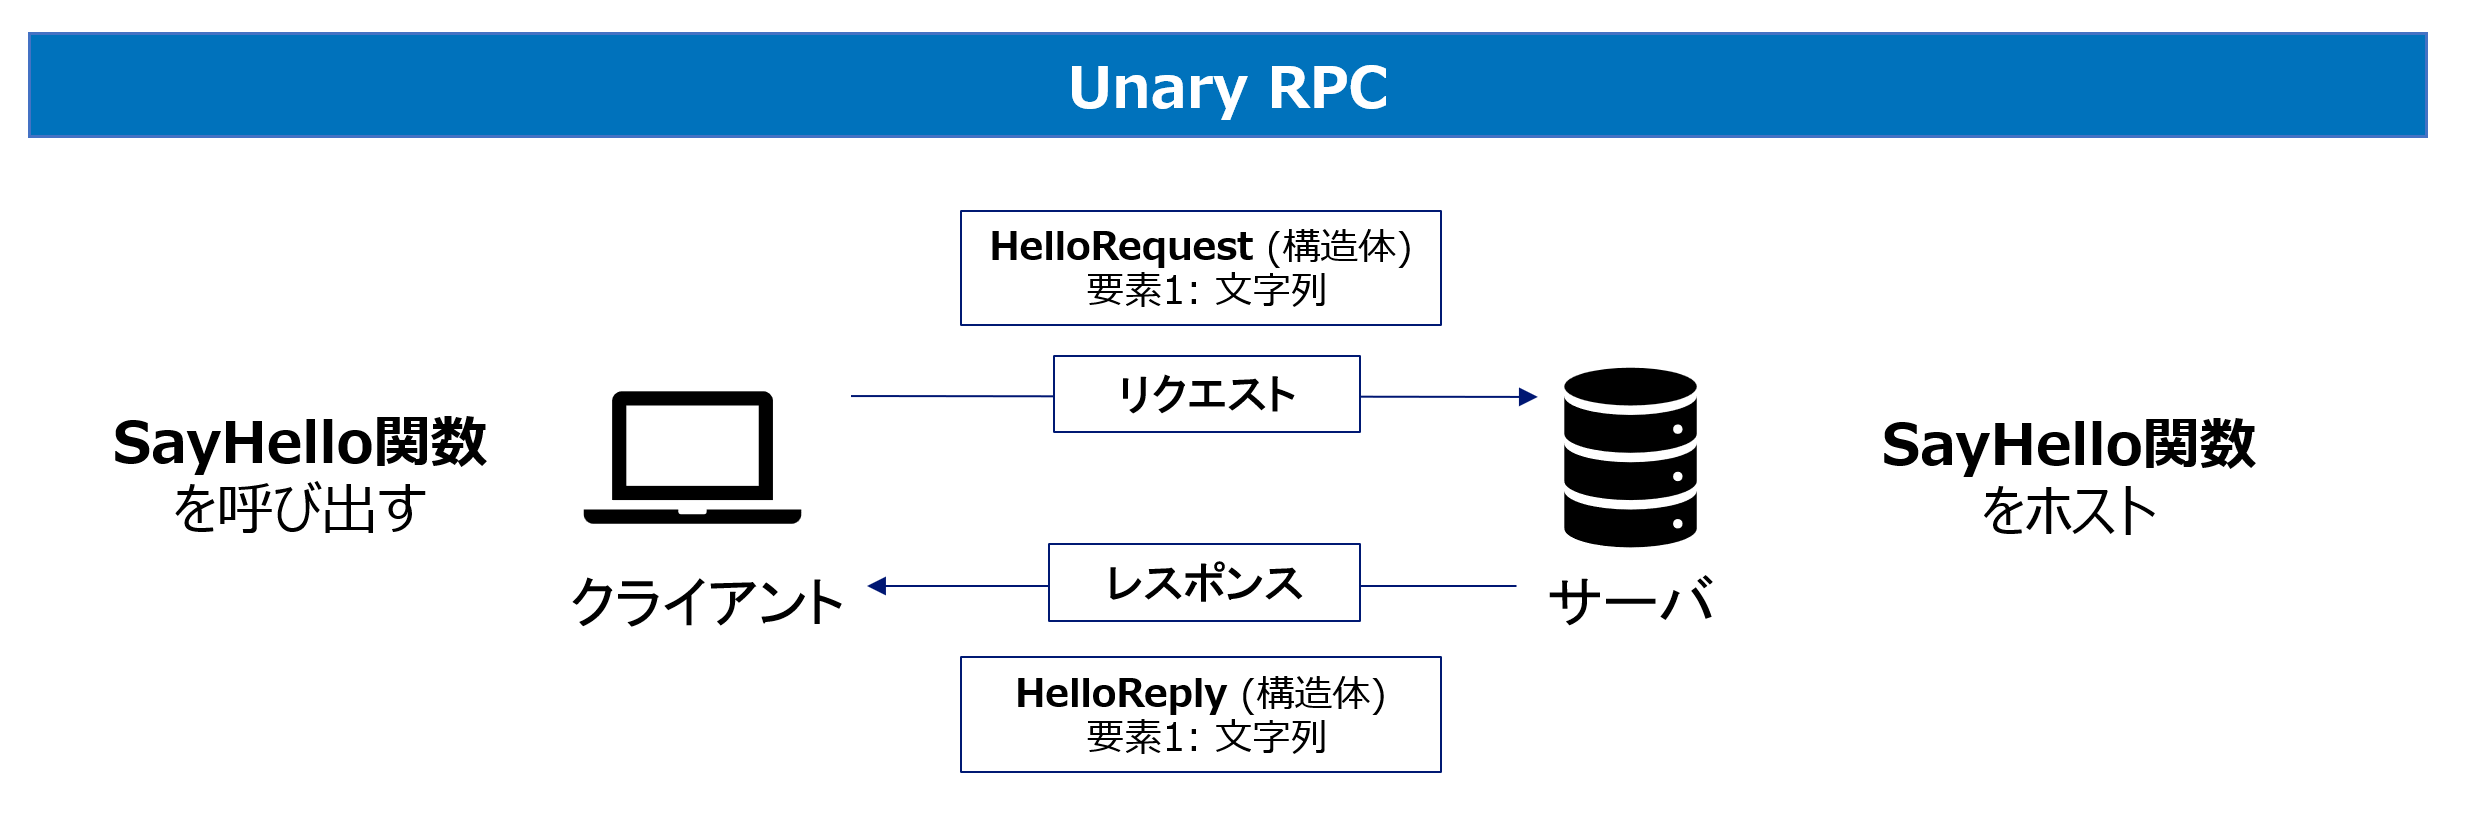 Unary RPC
HelloRequest (構造体)
要素1: 文字列
リクエスト
SayHello関数
を呼び出す
クライアント
サーバ
SayHello関数
をホスト
レスポンス
HelloReply (構造体)
要素1: 文字列